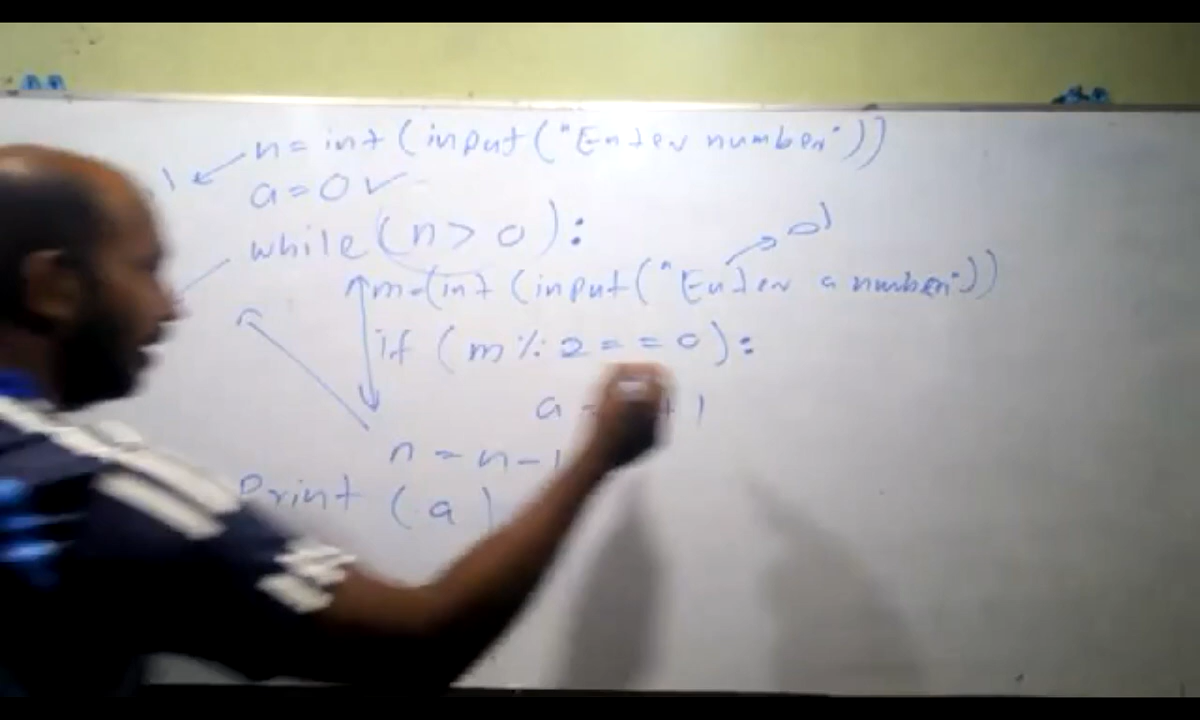 n = int (input ("Enter number"))
a = 0
while (n > 0 ):
m = (int (input ("Enter a number"))
if ( m % 2 = = 0 ):
a + 1
n = n - 1
Print ( a )